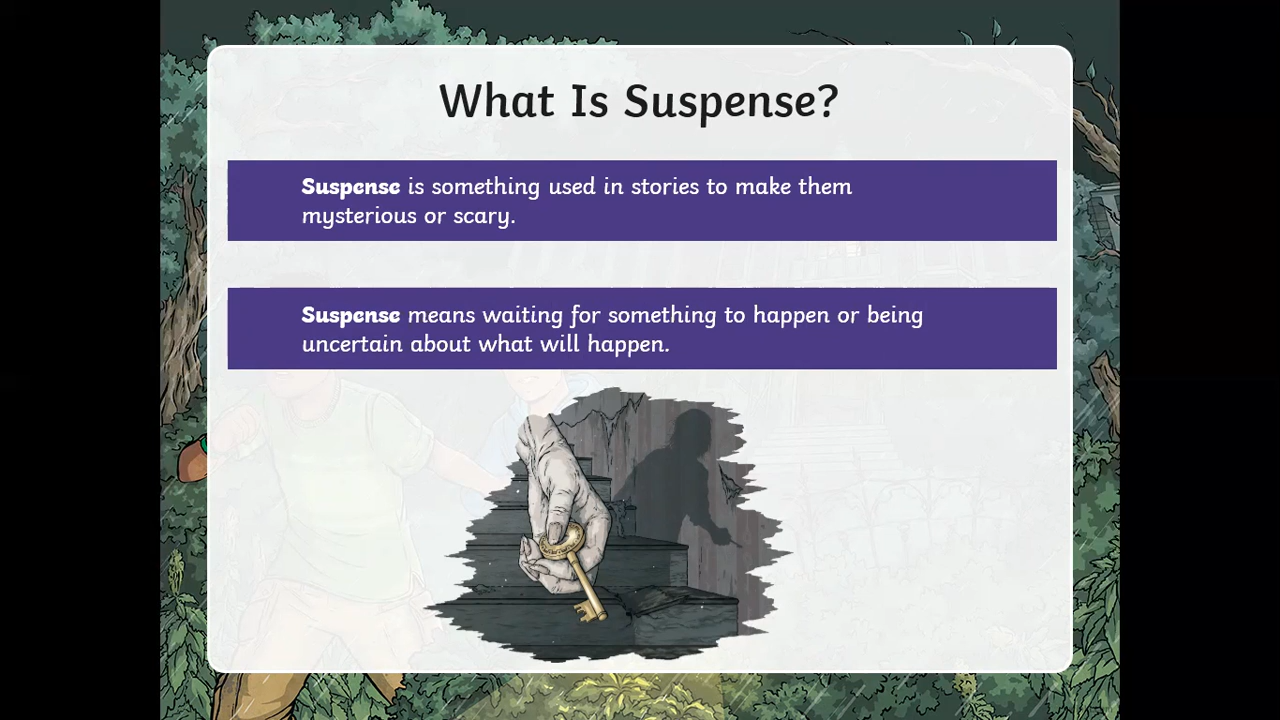 What Is Suspense?
Suspense is something used in stories to make them
mysterious or scary.
Suspense means waiting for something to happen or being
uncertain about what will happen.